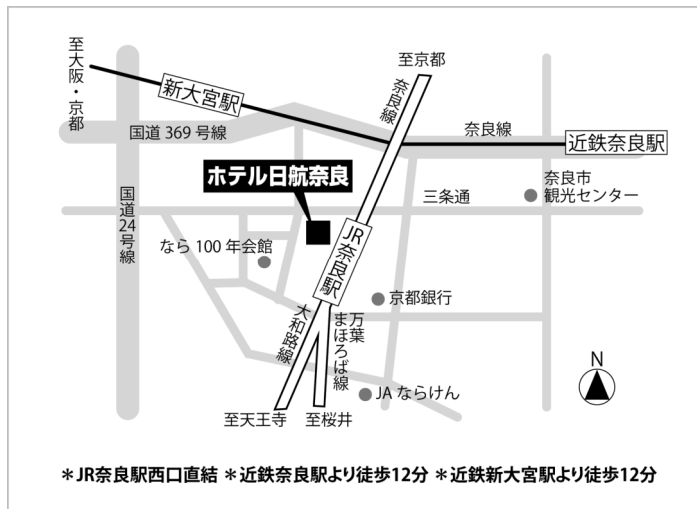 至大阪・京都
新大宮駅
国道369号線
至京都
奈良線
奈良線
近鉄奈良駅
ホテル日航奈良
奈良市
観光センター
三条通
国道24号線
なら100年会館
JR奈良駅
京都銀行
大和路線
万葉
まほろば線
N
JAならけん
至天王寺
至桜井
＊JR奈良駅西口直結 ＊近鉄奈良駅より徒歩12分 ＊近鉄新大宮駅より徒歩12分